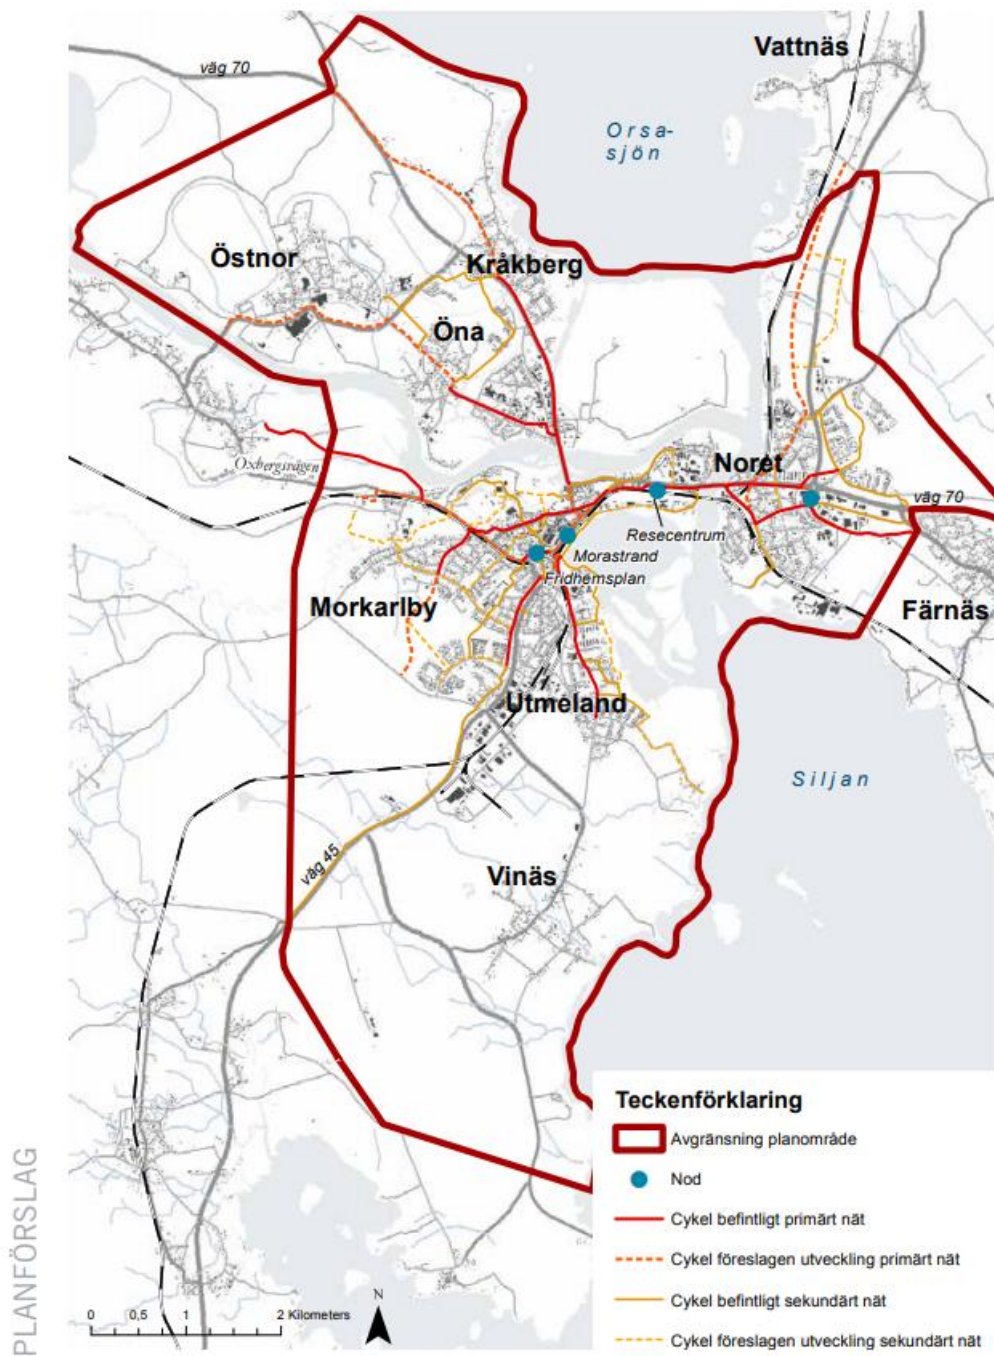 Vattnäs
väg 70
Orsa-
sjön
Östnor
Kråkberg
Öna
Noret
Oxbergsvägen
väg 70
Resecentrum
Morastrand
Fridhemsplan
Morkarlby
Färnäs
Utmeland
Siljan
väg 45
Vinäs
Teckenförklaring
Avgränsning planområde
Nod
Cykel befintligt primärt nät
Cykel föreslagen utveckling primärt nät
Cykel befintligt sekundärt nät
Cykel föreslagen utveckling sekundärt nät
N
0 0,5 1 2 Kilometers
PLANFÖRSLAG